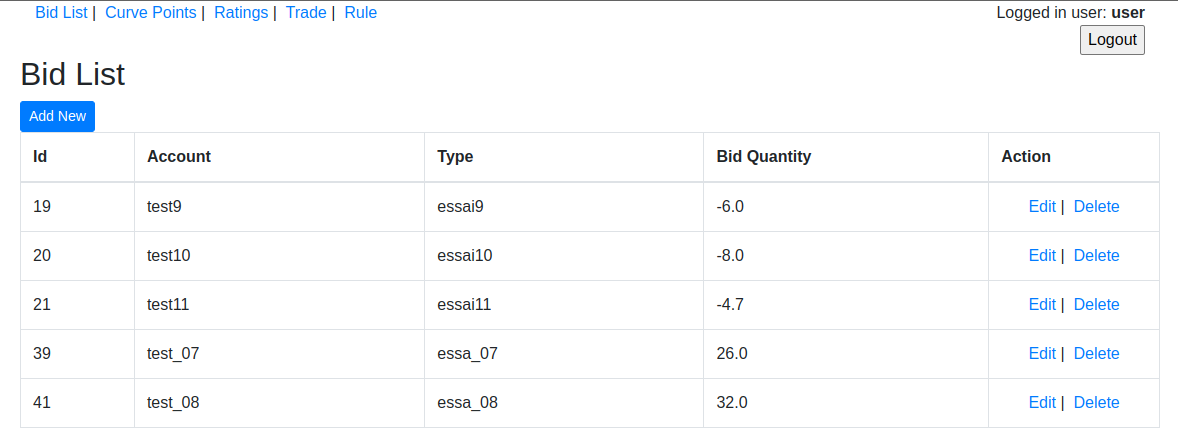 Bid List | Curve Points | Ratings | Trade | Rule Logged in user: user
Logout
Bid List
Add New
Id Account Type Bid Quantity Action
19 test9 essai9 -6.0 Edit | Delete
20 test10 essai10 -8.0 Edit | Delete
21 test11 essai11 -4.7 Edit | Delete
39 test_07 essa_07 26.0 Edit | Delete
41 test_08 essa_08 32.0 Edit | Delete